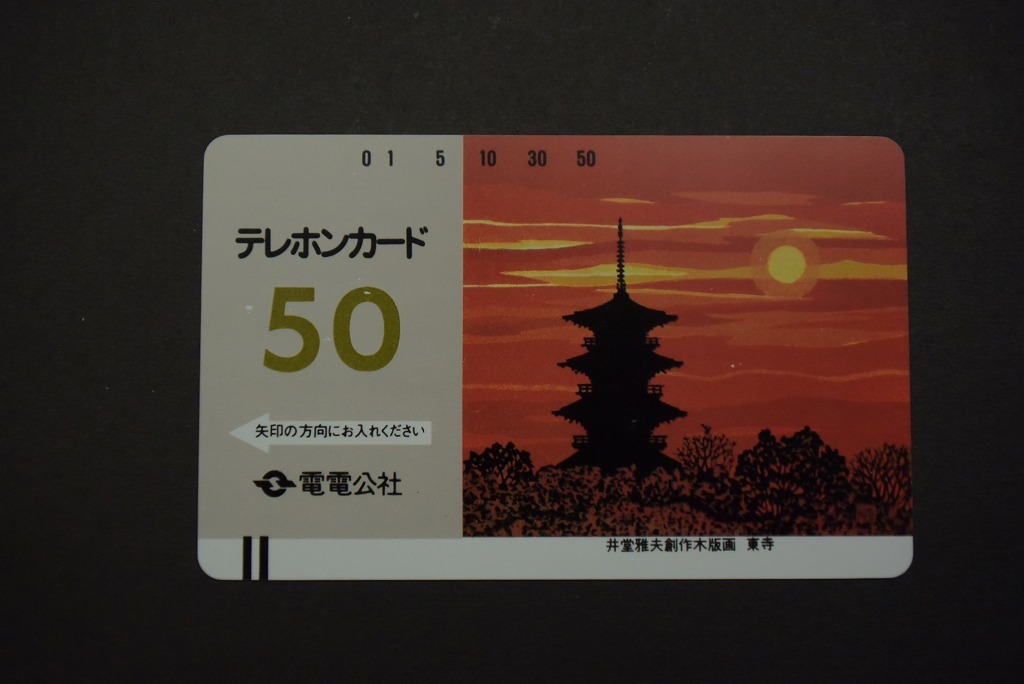 0 1 5 10 30 50
テレホンカード
50
矢印の方向にお入れください
電電公社
井堂雅夫創作木版画 東寺